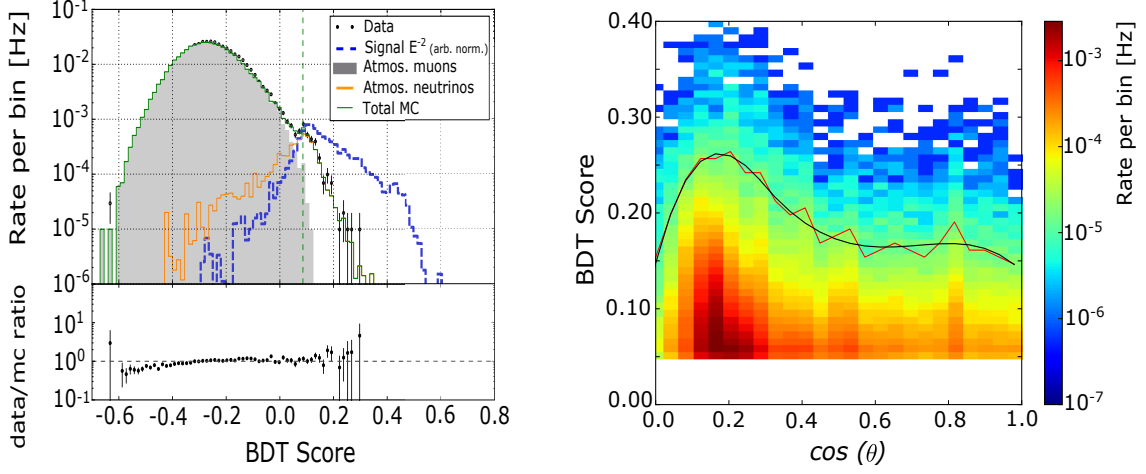 Rate per bin [Hz]
10⁻¹
10⁻²
10⁻³
10⁻⁴
10⁻⁵
10⁻⁶
Data
Signal E⁻² (arb. norm.)
Atmos. muons
Atmos. neutrinos
Total MC
data/mc ratio
10¹
10⁰
10⁻¹
-0.6 -0.4 -0.2 0.0 0.2 0.4 0.6 0.8
BDT Score
BDT Score
0.40
0.30
0.20
0.10
0.00
0.0 0.2 0.4 0.6 0.8 1.0
cos (θ)
10⁻³
10⁻⁴
10⁻⁵
10⁻⁶
10⁻⁷
Rate per bin [Hz]